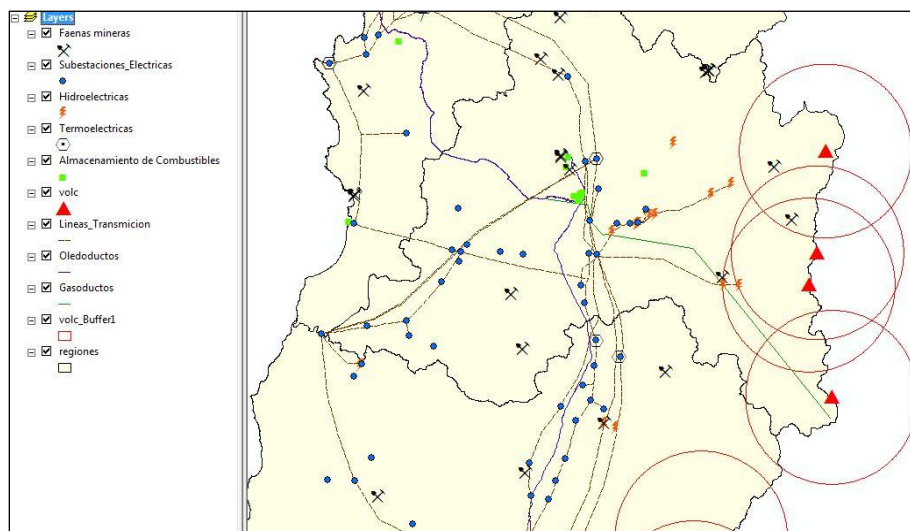 Layers
Faenas mineras
Subestaciones_Electricas
Hidroelectricas
Termoelectricas
Almacenamiento de Combustibles
volc
Lineas_Transmicion
Oledoductos
Gasoductos
volc_Buffer1
regiones